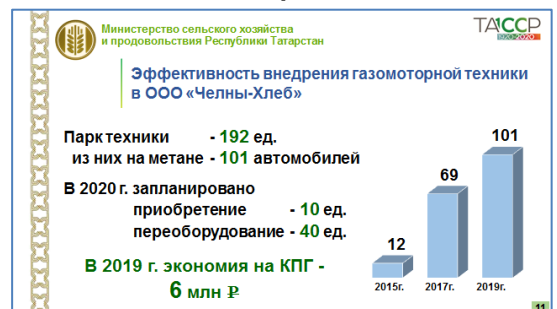 Министерство сельского хозяйства
и продовольствия Республики Татарстан
ТАССР
1920-2020
Эффективность внедрения газомоторной техники
в ООО «Челны-Хлеб»
Парк техники - 192 ед.
из них на метане - 101 автомобилей
В 2020 г. запланировано
приобретение - 10 ед.
переоборудование - 40 ед.
В 2019 г. экономия на КПГ -
6 млн ₽
12
69
101
2015г. 2017г. 2019г.
11